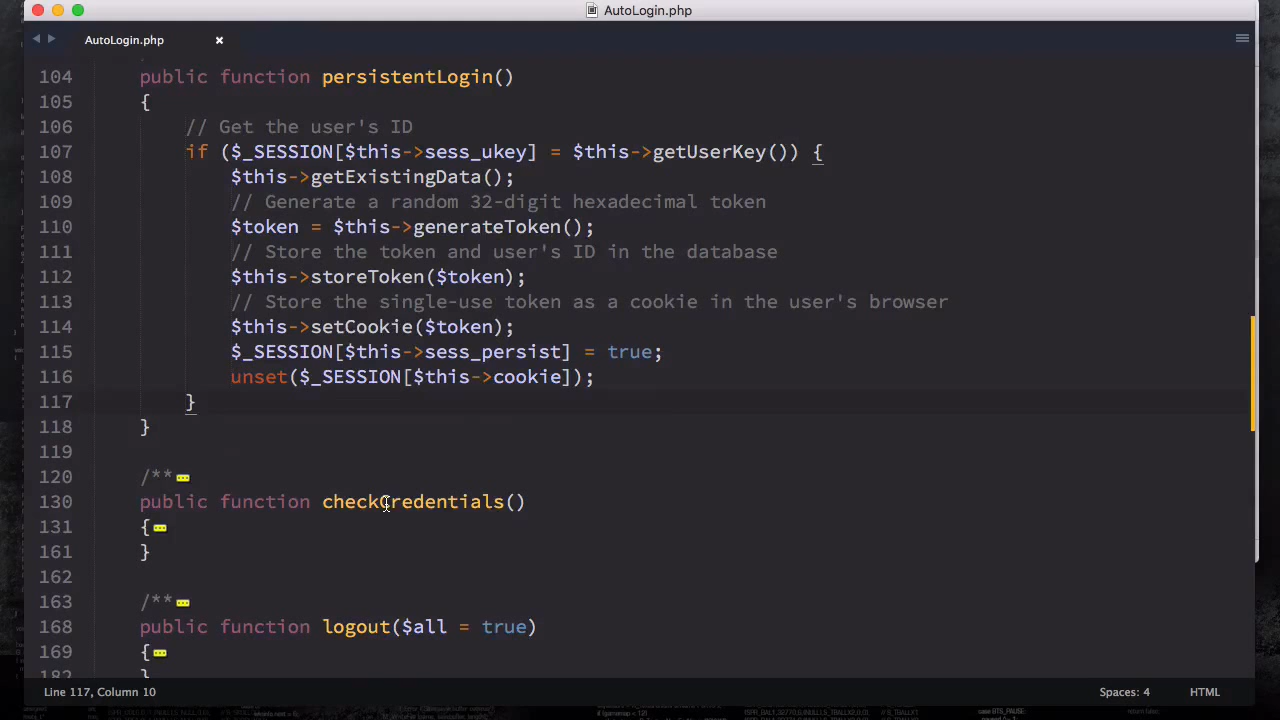 AutoLogin.php
AutoLogin.php
104 public function persistentLogin()
105 {
106 // Get the user's ID
107 if ($_SESSION[$this->sess_ukey] = $this->getUserKey()) {
108 $this->getExistingData();
109 // Generate a random 32-digit hexadecimal token
110 $token = $this->generateToken();
111 // Store the token and user's ID in the database
112 $this->storeToken($token);
113 // Store the single-use token as a cookie in the user's browser
114 $this->setCookie($token);
115 $_SESSION[$this->sess_persist] = true;
116 unset($_SESSION[$this->cookie]);
117 }
118 }
119
120 /**
130 public function checkCredentials()
131 {
161 }
162
163 /**
168 public function logout($all = true)
169 {
182 }
Line 117, Column 10 Spaces: 4 HTML